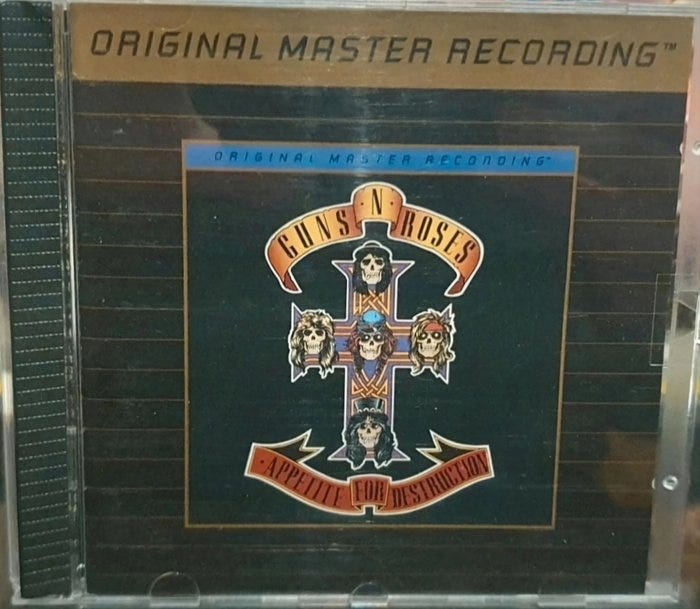 ORIGINAL MASTER RECORDING™
ORIGINAL MASTER RECORDING™
GUNS N' ROSES
APPETITE FOR DESTRUCTION